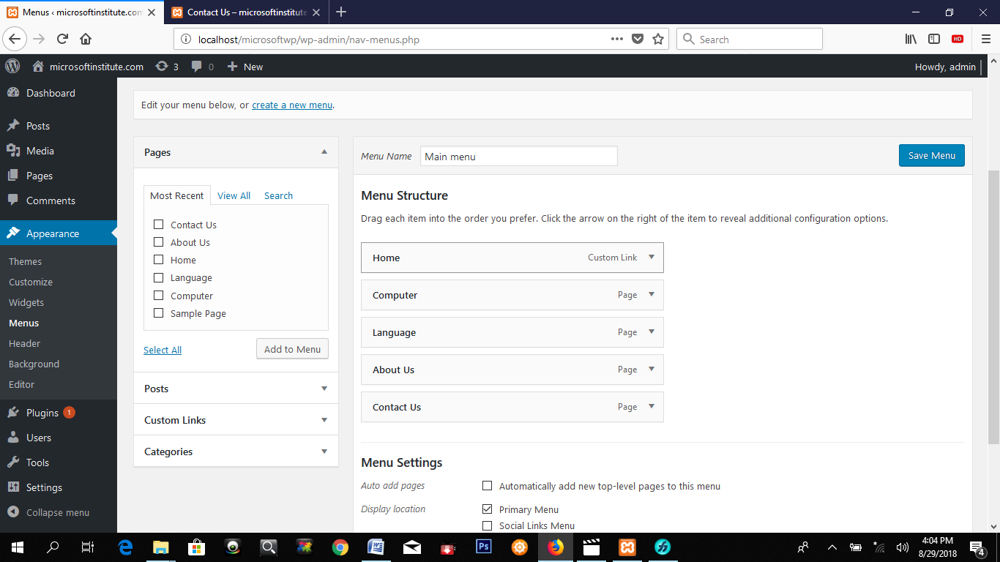 Menus ‹ microsoftinstitute.com
Contact Us – microsoftinstitute
localhost/microsoftwp/wp-admin/nav-menus.php
Search
HD
microsoftinstitute.com
3
0
New
Howdy, admin
Dashboard
Posts
Media
Pages
Comments
Appearance
Themes
Customize
Widgets
Menus
Header
Background
Editor
Plugins 1
Users
Tools
Settings
Collapse menu
Edit your menu below, or create a new menu.
Pages
Most Recent
View All
Search
Contact Us
About Us
Home
Language
Computer
Sample Page
Select All
Add to Menu
Posts
Custom Links
Categories
Menu Name
Main menu
Save Menu
Menu Structure
Drag each item into the order you prefer. Click the arrow on the right of the item to reveal additional configuration options.
Home Custom Link
Computer Page
Language Page
About Us Page
Contact Us Page
Menu Settings
Auto add pages
Automatically add new top-level pages to this menu
Display location
Primary Menu
Social Links Menu
Ps
4:04 PM
8/29/2018
4